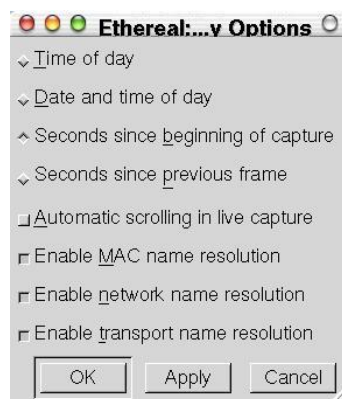 Ethereal:...y Options
Time of day
Date and time of day
Seconds since beginning of capture
Seconds since previous frame
Automatic scrolling in live capture
Enable MAC name resolution
Enable network name resolution
Enable transport name resolution
OK Apply Cancel